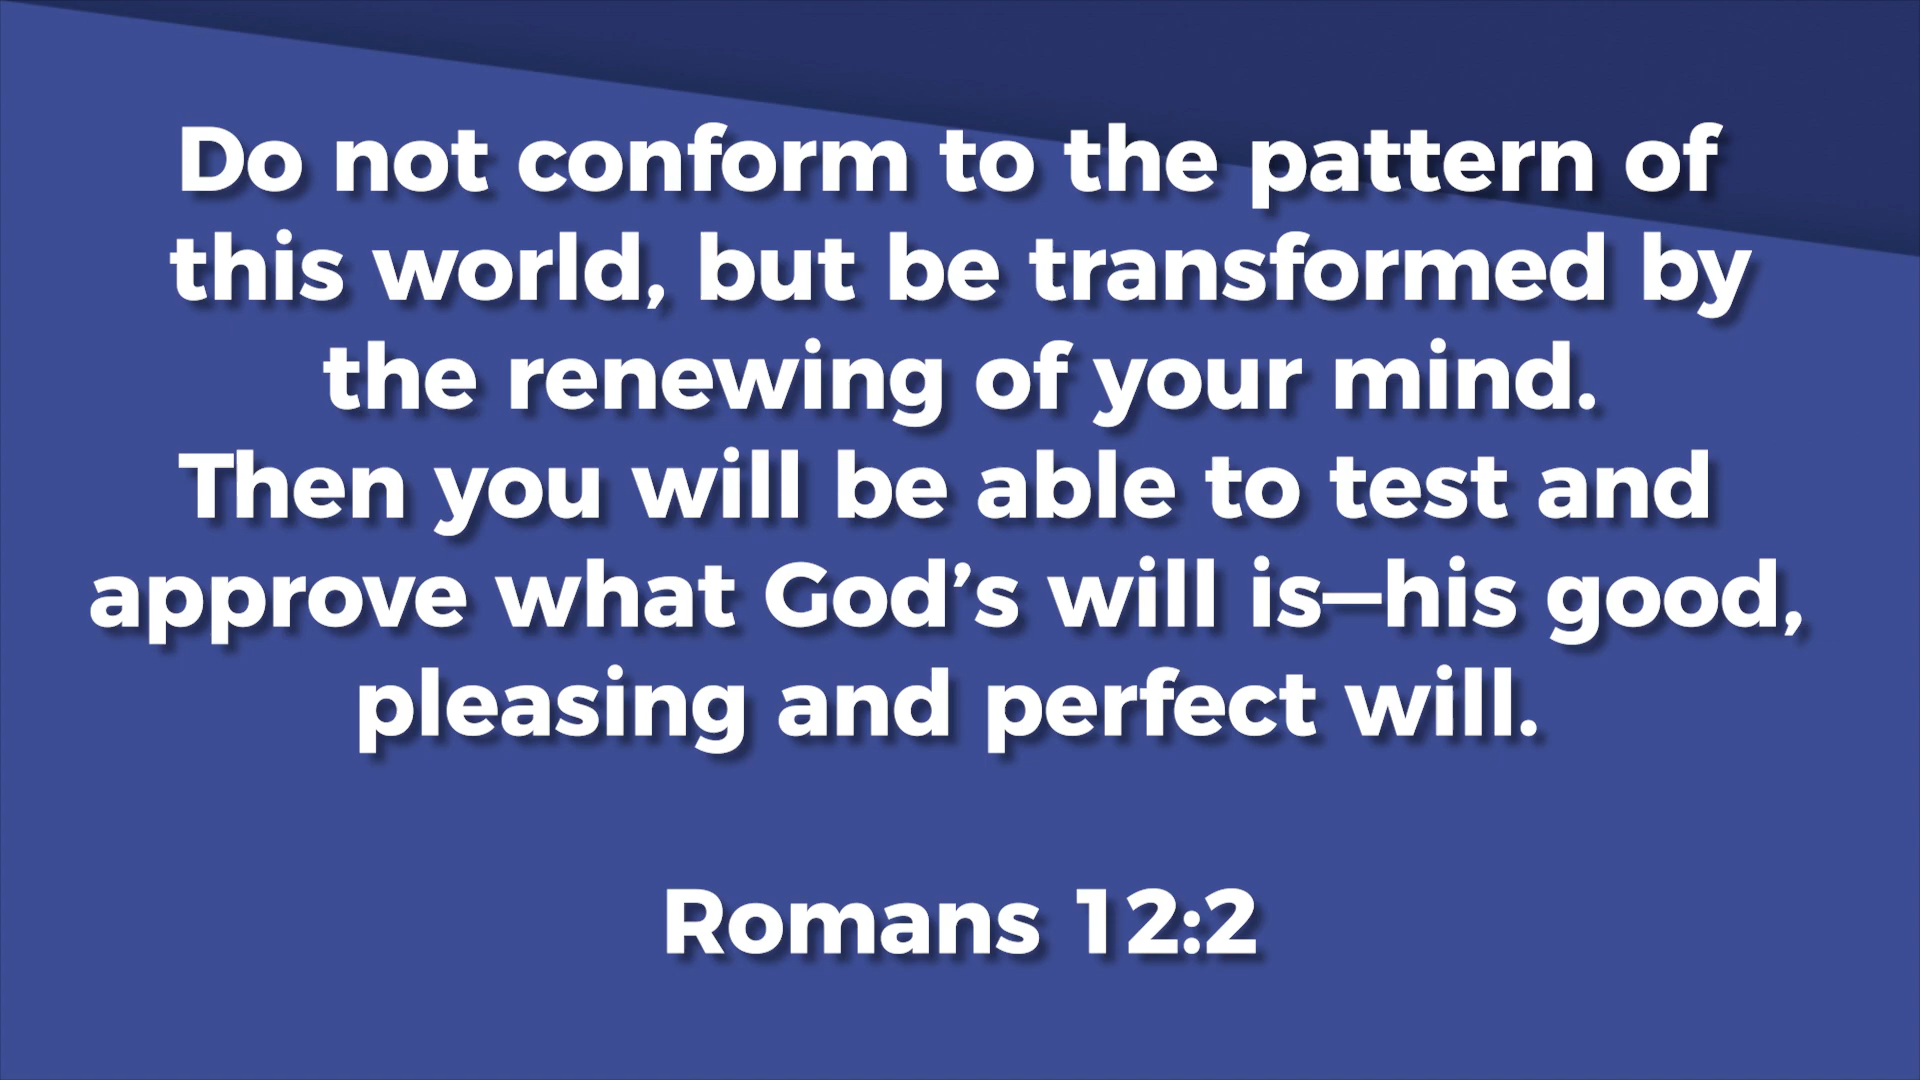 Do not conform to the pattern of
this world, but be transformed by
the renewing of your mind.
Then you will be able to test and
approve what God’s will is—his good,
pleasing and perfect will.
Romans 12:2